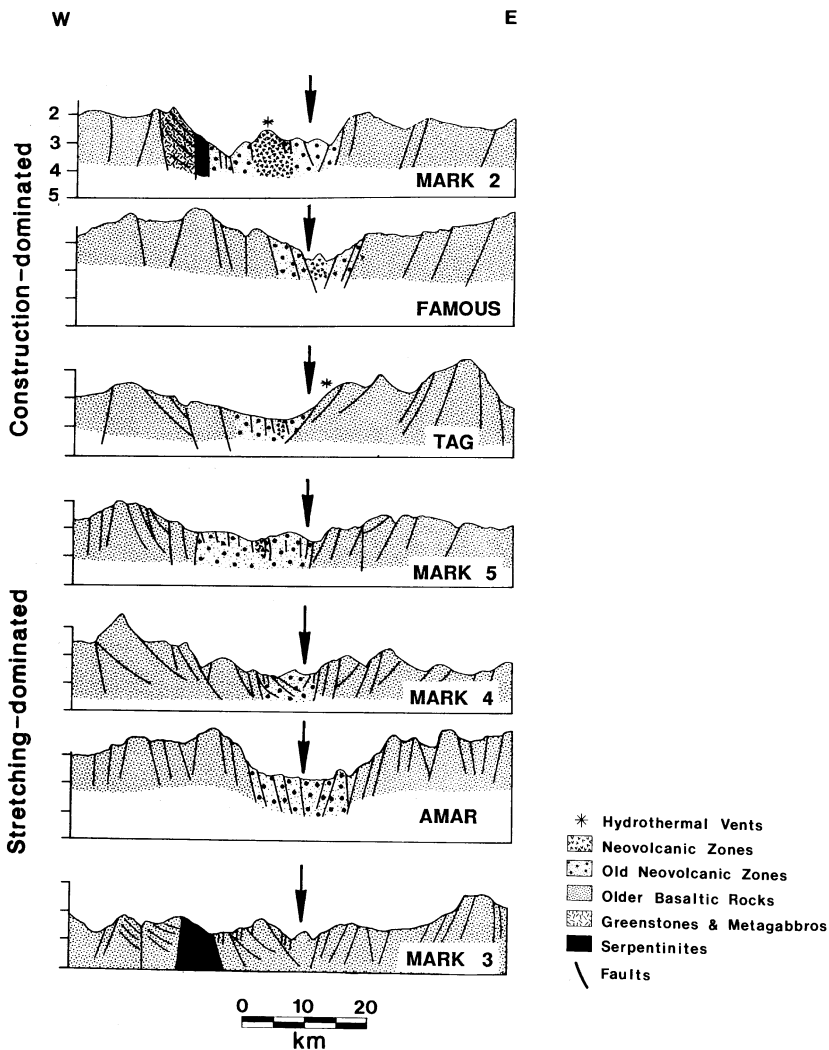 W
E
Construction-dominated
2
3
4
5
MARK 2
FAMOUS
TAG
Stretching-dominated
MARK 5
MARK 4
AMAR
MARK 3
0 10 20
km
Hydrothermal Vents
Neovolcanic Zones
Old Neovolcanic Zones
Older Basaltic Rocks
Greenstones & Metagabbros
Serpentinites
Faults